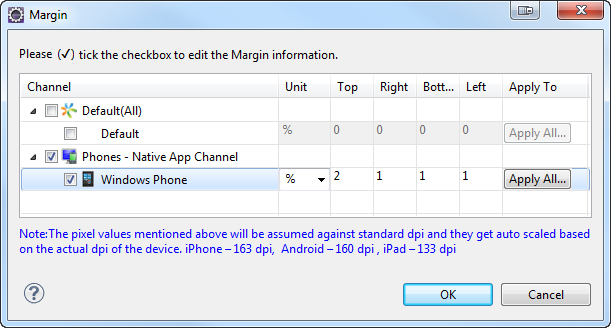 Margin
Please (✓) tick the checkbox to edit the Margin information.
Channel Unit Top Right Bott... Left Apply To
Default(All)
Default % 0 0 0 0 Apply All...
Phones - Native App Channel
Windows Phone % 2 1 1 1 Apply All...
Note:The pixel values mentioned above will be assumed against standard dpi and they get auto scaled based
on the actual dpi of the device. iPhone – 163 dpi, Android – 160 dpi , iPad – 133 dpi
? OK Cancel